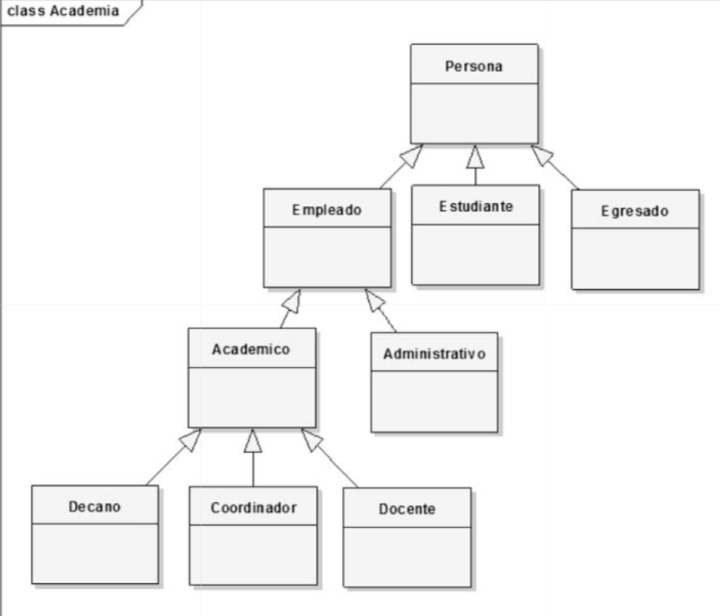 class Academia
Persona
Empleado
Estudiante
Egresado
Academico
Administrativo
Decano
Coordinador
Docente